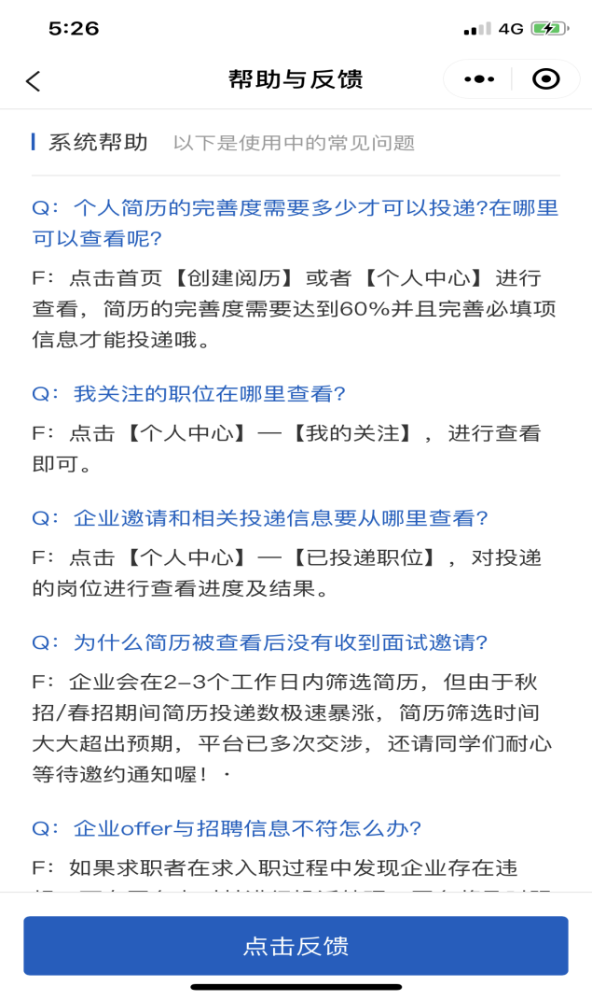 5:26
4G
帮助与反馈
系统帮助 以下是使用中的常见问题
Q：个人简历的完善度需要多少才可以投递?在哪里
可以查看呢?
F：点击首页【创建阅历】或者【个人中心】进行
查看，简历的完善度需要达到60%并且完善必填项
信息才能投递哦。
Q：我关注的职位在哪里查看?
F：点击【个人中心】—【我的关注】，进行查看
即可。
Q：企业邀请和相关投递信息要从哪里查看?
F：点击【个人中心】—【已投递职位】，对投递
的岗位进行查看进度及结果。
Q：为什么简历被查看后没有收到面试邀请?
F：企业会在2-3个工作日内筛选简历，但由于秋
招/春招期间简历投递数极速暴涨，简历筛选时间
大大超出预期，平台已多次交涉，还请同学们耐心
等待邀约通知喔！·
Q：企业offer与招聘信息不符怎么办?
F：如果求职者在求入职过程中发现企业存在违
点击反馈